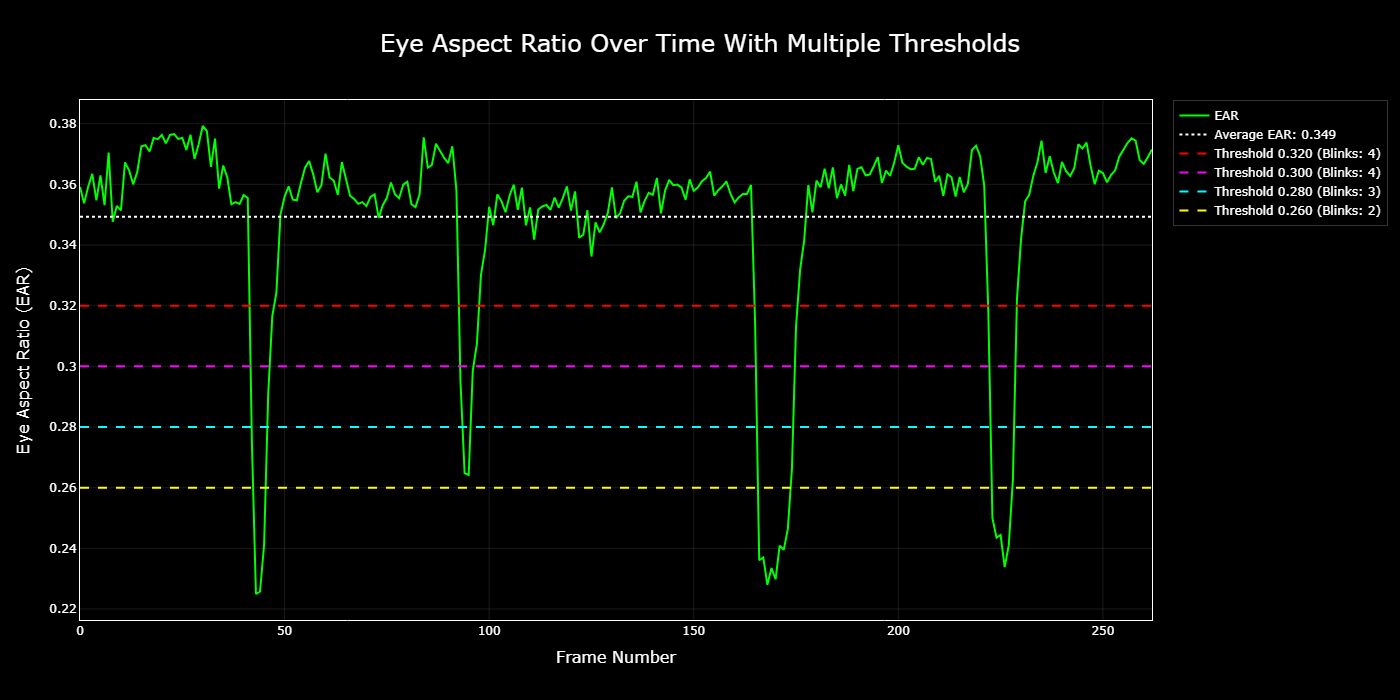 Eye Aspect Ratio Over Time With Multiple Thresholds
EAR
Average EAR: 0.349
Threshold 0.320 (Blinks: 4)
Threshold 0.300 (Blinks: 4)
Threshold 0.280 (Blinks: 3)
Threshold 0.260 (Blinks: 2)
Eye Aspect Ratio (EAR)
0.38
0.36
0.34
0.32
0.3
0.28
0.26
0.24
0.22
0 50 100 150 200 250
Frame Number